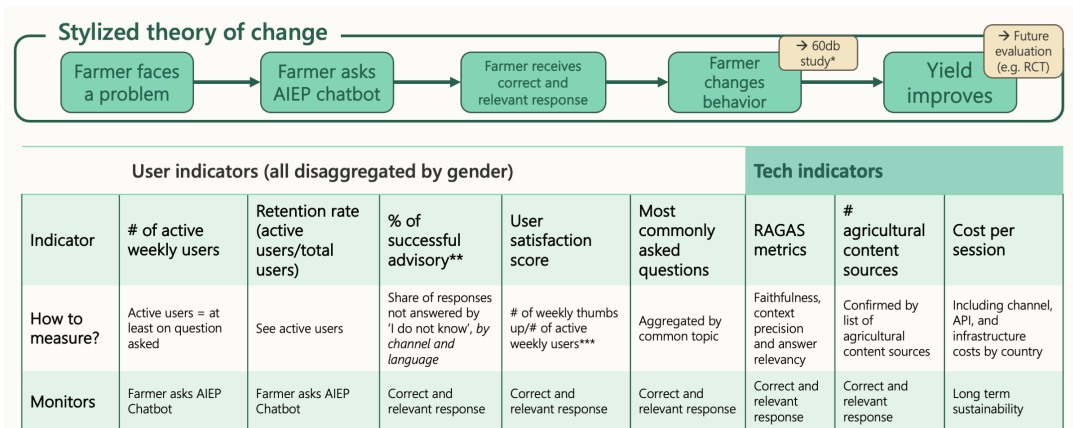 Stylized theory of change
Farmer faces
a problem
Farmer asks
AIEP chatbot
Farmer receives
correct and
relevant response
Farmer
changes
behavior
→ 60db
study*
Yield
improves
→ Future
evaluation
(e.g. RCT)
User indicators (all disaggregated by gender)
Tech indicators
Indicator
# of active
weekly users
Retention rate
(active
users/total
users)
% of
successful
advisory**
User
satisfaction
score
Most
commonly
asked
questions
RAGAS
metrics
#
agricultural
content
sources
Cost per
session
How to
measure?
Active users = at
least on question
asked
See active users
Share of responses
not answered by
'I do not know', by
channel and
language
# of weekly thumbs
up/# of active
weekly users***
Aggregated by
common topic
Faithfulness,
context
precision
and answer
relevancy
Confirmed by
list of
agricultural
content sources
Including channel,
API, and
infrastructure
costs by country
Monitors
Farmer asks AIEP
Chatbot
Farmer asks AIEP
Chatbot
Correct and
relevant response
Correct and
relevant response
Correct and
relevant response
Correct and
relevant
response
Correct and
relevant
response
Long term
sustainability